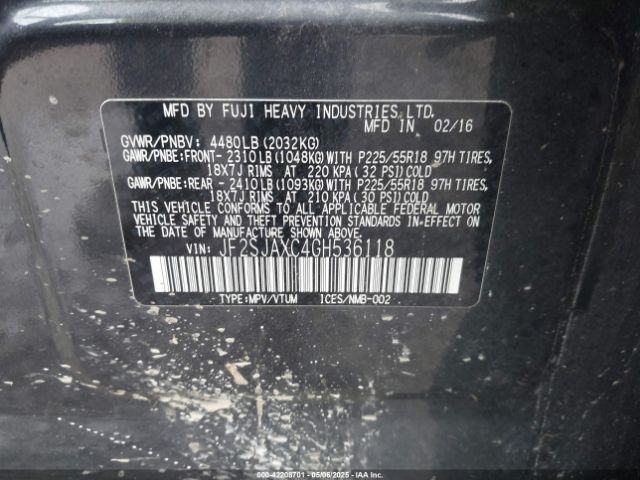 MFD BY FUJI HEAVY INDUSTRIES LTD.
MFD IN 02/16
GVWR/PNBV: 4480LB(2032KG)
GAWR/PNBE:FRONT-2310LB(1048KG)WITH P225/55R18 97H TIRES,
18X7J RIMS AT 220 KPA(32 PSI)COLD
GAWR/PNBE:REAR -2410LB(1093KG)WITH P225/55R18 97H TIRES,
18X7J RIMS AT 210 KPA(30 PSI)COLD
THIS VEHICLE CONFORMS TO ALL APPLICABLE FEDERAL MOTOR
VEHICLE SAFETY AND THEFT PREVENTION STANDARDS IN-EFFECT ON
THE DATE OF MANUFACTURE SHOWN ABOVE.
VIN: JF2SJAXC4GH536118
TYPE:MPV/VTUM ICES/NMB-002
000-42208701 - 05/06/2025 - IAA Inc.